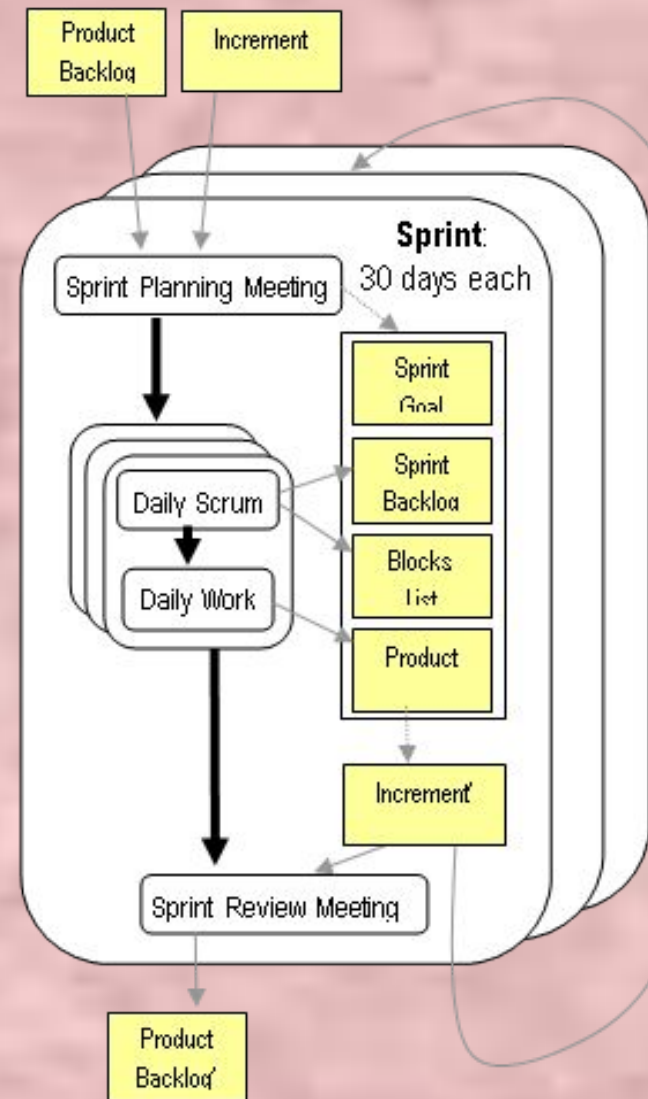 Product
Backlog
Increment
Sprint:
30 days each
Sprint Planning Meeting
Sprint
Goal
Daily Scrum
Sprint
Backlog
Blocks
List
Daily Work
Product
Increment'
Sprint Review Meeting
Product
Backlog'